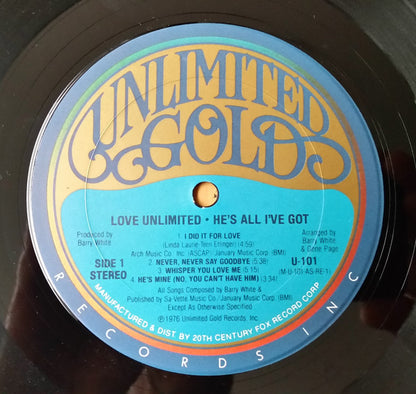 UNLIMITED
GOLD
LOVE UNLIMITED • HE'S ALL I'VE GOT
Produced by
Barry White
SIDE 1
STEREO
1. I DID IT FOR LOVE
(Linda Laurie-Terri Etlinger) 4:59)
Arch Music Co. Inc (ASCAP) January Music Corp. (BMI)
2. NEVER, NEVER SAY GOODBYE 5:38
3. WHISPER YOU LOVE ME 5:15
4. HE'S MINE (NO, YOU CAN'T HAVE HIM) 3:34
Arranged by
Barry White
& Gene Page
U-101
(M-U-101)-AS-RE-1)
All Songs Composed by Barry White &
Published by Sa-Vette Music Co./January Music Corp. (BMI),
Except As Otherwise Specified.
Ⓟ1976 Unlimited Gold Records, Inc.
MANUFACTURED & DIST. BY 20TH CENTURY FOX RECORD CORP
RECORDS INC